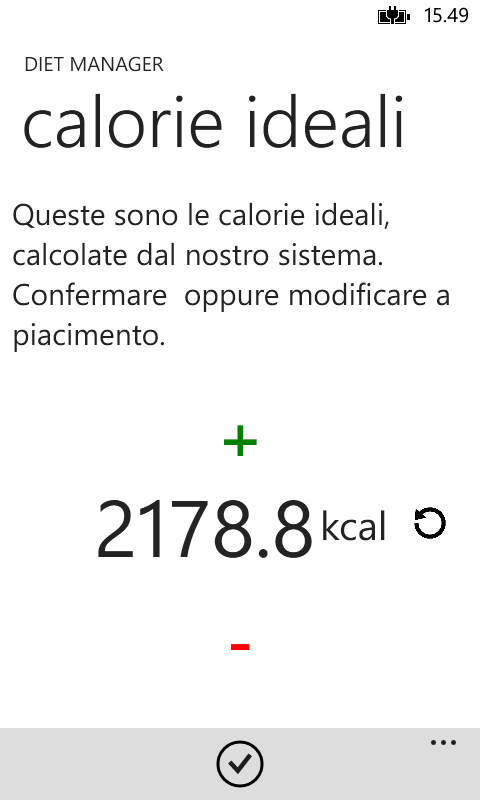 15.49
DIET MANAGER
calorie ideali
Queste sono le calorie ideali,
calcolate dal nostro sistema.
Confermare  oppure modificare a
piacimento.
+
2178.8 kcal
-